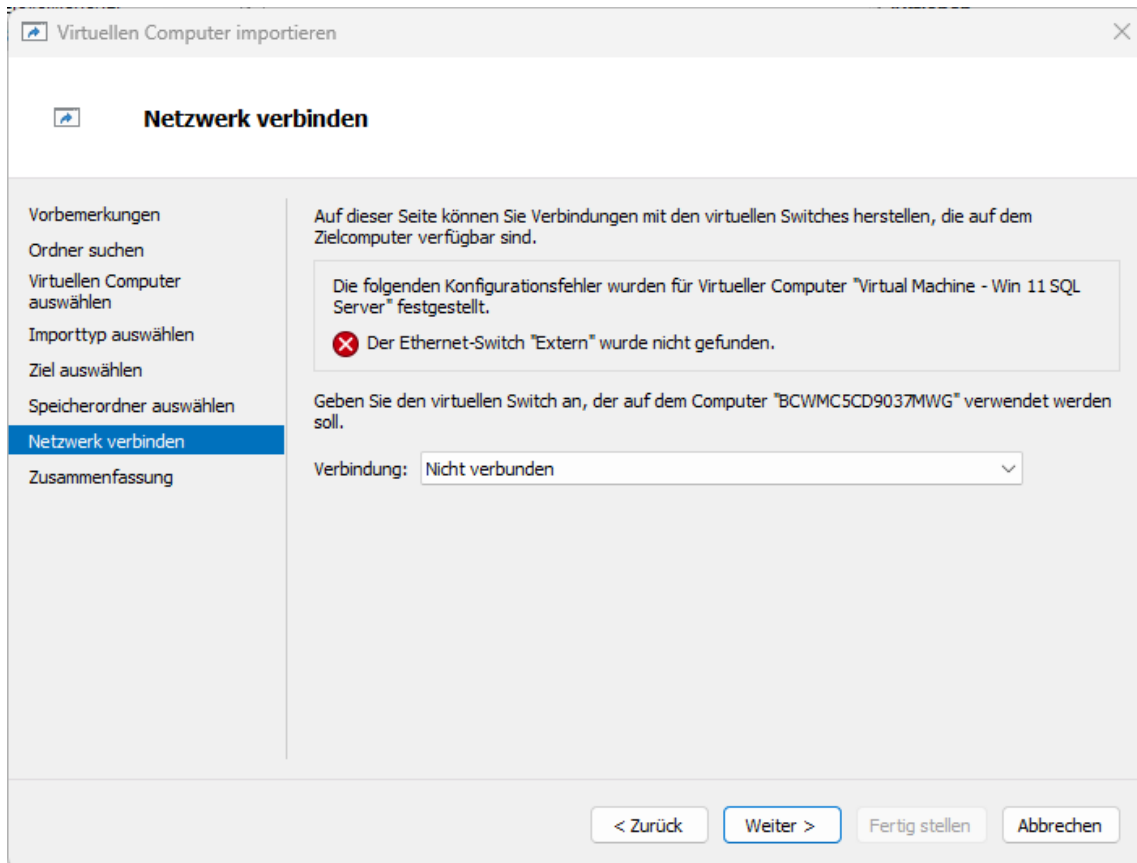 Virtuellen Computer importieren
Netzwerk verbinden
Vorbemerkungen
Ordner suchen
Virtuellen Computer
auswählen
Importtyp auswählen
Ziel auswählen
Speicherordner auswählen
Netzwerk verbinden
Zusammenfassung
Auf dieser Seite können Sie Verbindungen mit den virtuellen Switches herstellen, die auf dem
Zielcomputer verfügbar sind.
Die folgenden Konfigurationsfehler wurden für Virtueller Computer "Virtual Machine - Win 11 SQL
Server" festgestellt.
Der Ethernet-Switch "Extern" wurde nicht gefunden.
Geben Sie den virtuellen Switch an, der auf dem Computer "BCWMC5CD9037MWG" verwendet werden
soll.
Verbindung: Nicht verbunden
< Zurück Weiter > Fertig stellen Abbrechen